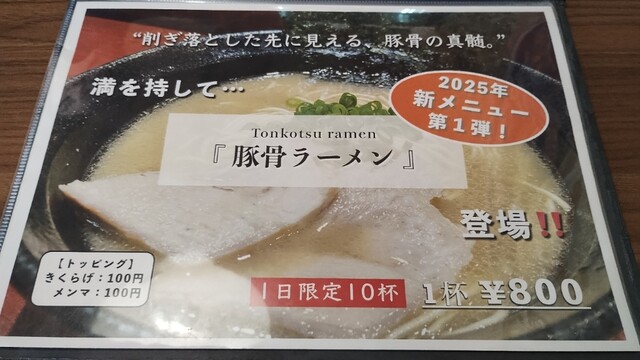 “削ぎ落とした先に見える、豚骨の真髄。”
満を持して…
2025年
新メニュー
第1弾！
Tonkotsu ramen
『 豚骨ラーメン 』
登場‼
【トッピング】
きくらげ：100円
メンマ：100円
1日限定10杯
1杯 ¥800